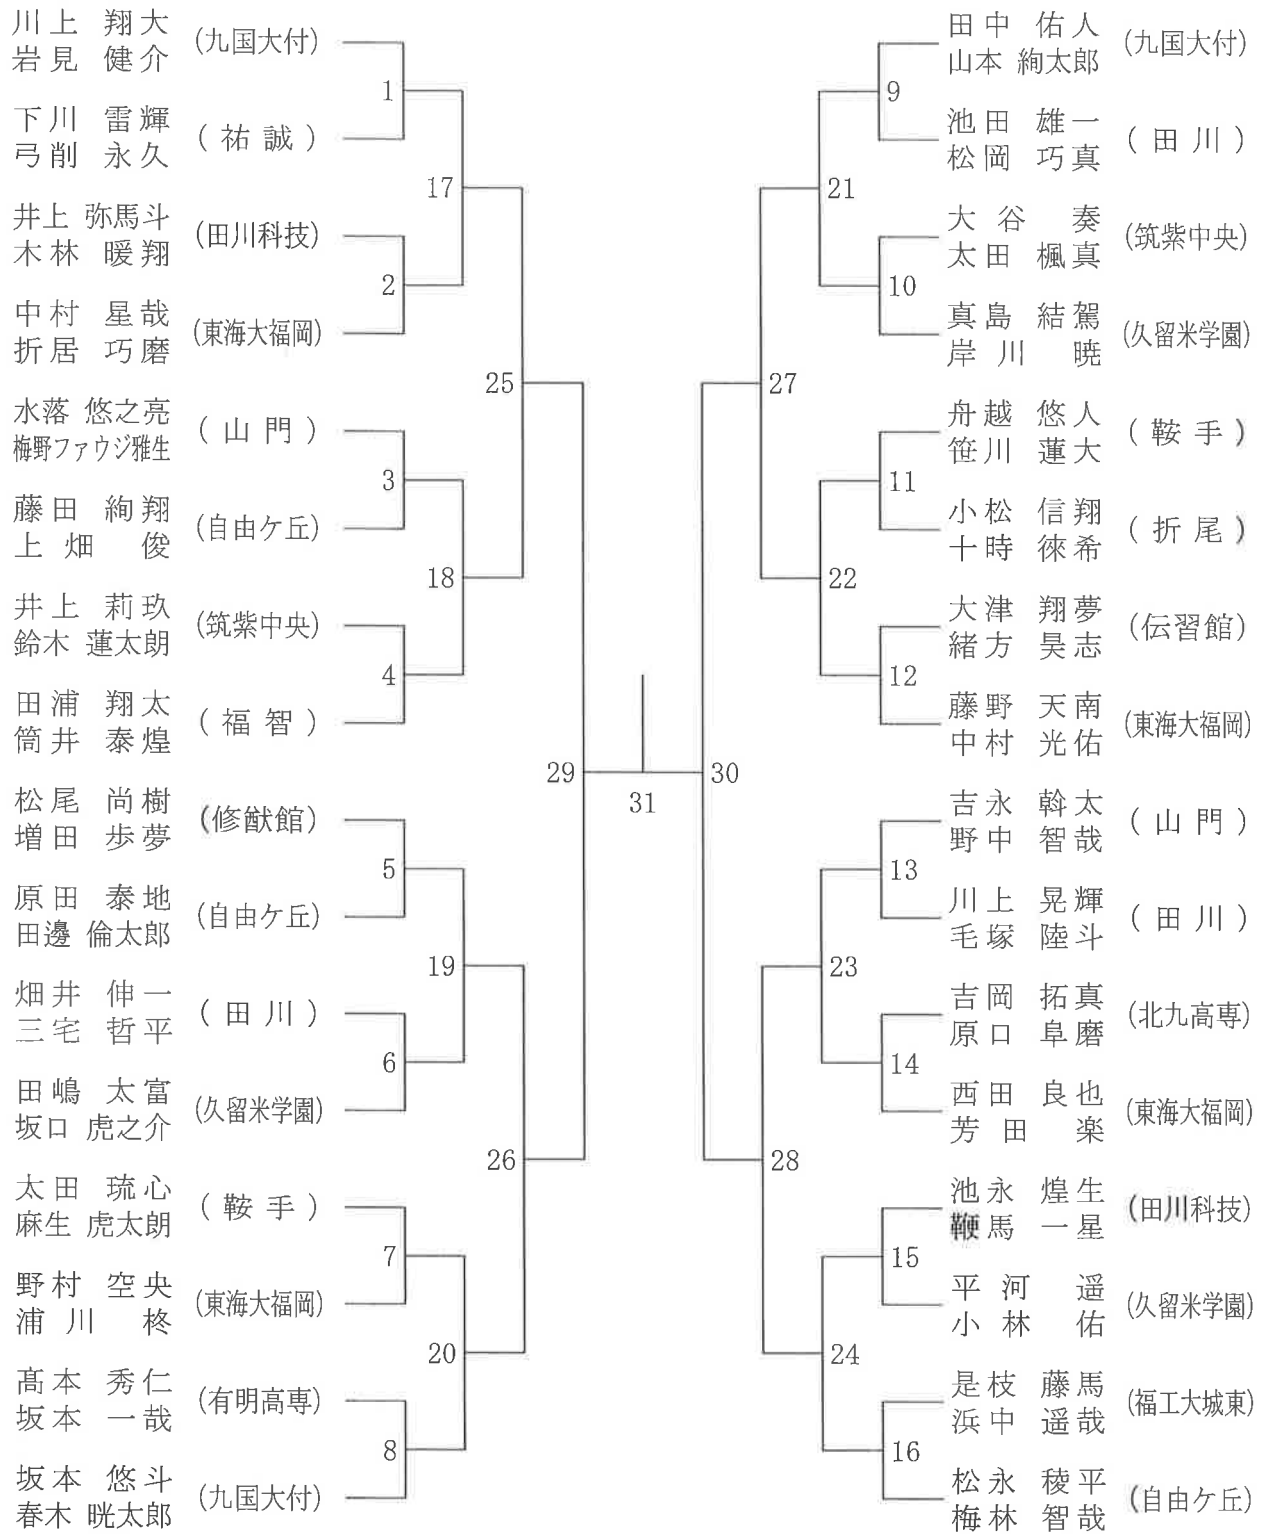 川上 翔大
岩見 健介
(九国大付)
1
下川 雷輝
弓削 永久
(祐誠)
17
井上 弥馬斗
木林 暖翔
(田川科技)
2
中村 星哉
折居 巧磨
(東海大福岡)
25
水落 悠之亮
梅野ファウジ雅生
(山門)
3
藤田 絢翔
上畑 俊
(自由ケ丘)
18
井上 莉玖
鈴木 蓮太朗
(筑紫中央)
4
田浦 翔太
筒井 泰煌
(福智)
29
松尾 尚樹
増田 歩夢
(修猷館)
5
原田 泰地
田邊 倫太郎
(自由ケ丘)
19
畑井 伸一
三宅 哲平
(田川)
6
田嶋 太富
坂口 虎之介
(久留米学園)
26
太田 琉心
麻生 虎太朗
(鞍手)
7
野村 空央
浦川 柊
(東海大福岡)
20
髙本 秀仁
坂本 一哉
(有明高専)
8
坂本 悠斗
春木 晄太郎
(九国大付)
31
田中 佑人
山本 絢太郎
(九国大付)
9
池田 雄一
松岡 巧真
(田川)
21
大谷 奏
太田 楓真
(筑紫中央)
10
真島 結駕
岸川 暁
(久留米学園)
27
舟越 悠人
笹川 蓮大
(鞍手)
11
小松 信翔
十時 徠希
(折尾)
22
大津 翔夢
緒方 昊志
(伝習館)
12
藤野 天南
中村 光佑
(東海大福岡)
30
吉永 幹太
野中 智哉
(山門)
13
川上 晃輝
毛塚 陸斗
(田川)
23
吉岡 拓真
原口 阜磨
(北九高専)
14
西田 良也
芳田 楽
(東海大福岡)
28
池永 煌生
鞭馬 一星
(田川科技)
15
平河 遥
小林 佑
(久留米学園)
24
是枝 藤馬
浜中 遥哉
(福工大城東)
16
松永 稜平
梅林 智哉
(自由ケ丘)